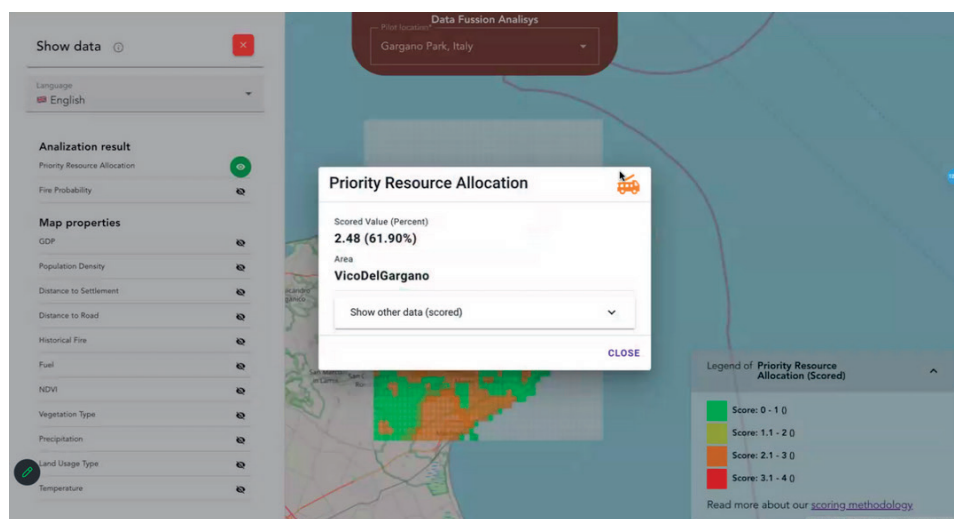 Data Fussion Analisys
Pilot location*
Gargano Park, Italy
Show data
Language
English
Analization result
Priority Resource Allocation
Fire Probability
Map properties
GDP
Population Density
Distance to Settlement
Distance to Road
Historical Fire
Fuel
NDVI
Vegetation Type
Precipitation
Land Usage Type
Temperature
Priority Resource Allocation
Scored Value (Percent)
2.48 (61.90%)
Area
VicoDelGargano
Show other data (scored)
CLOSE
Legend of Priority Resource
Allocation (Scored)
Score: 0 - 1 ()
Score: 1.1 - 2 ()
Score: 2.1 - 3 ()
Score: 3.1 - 4 ()
Read more about our scoring methodology